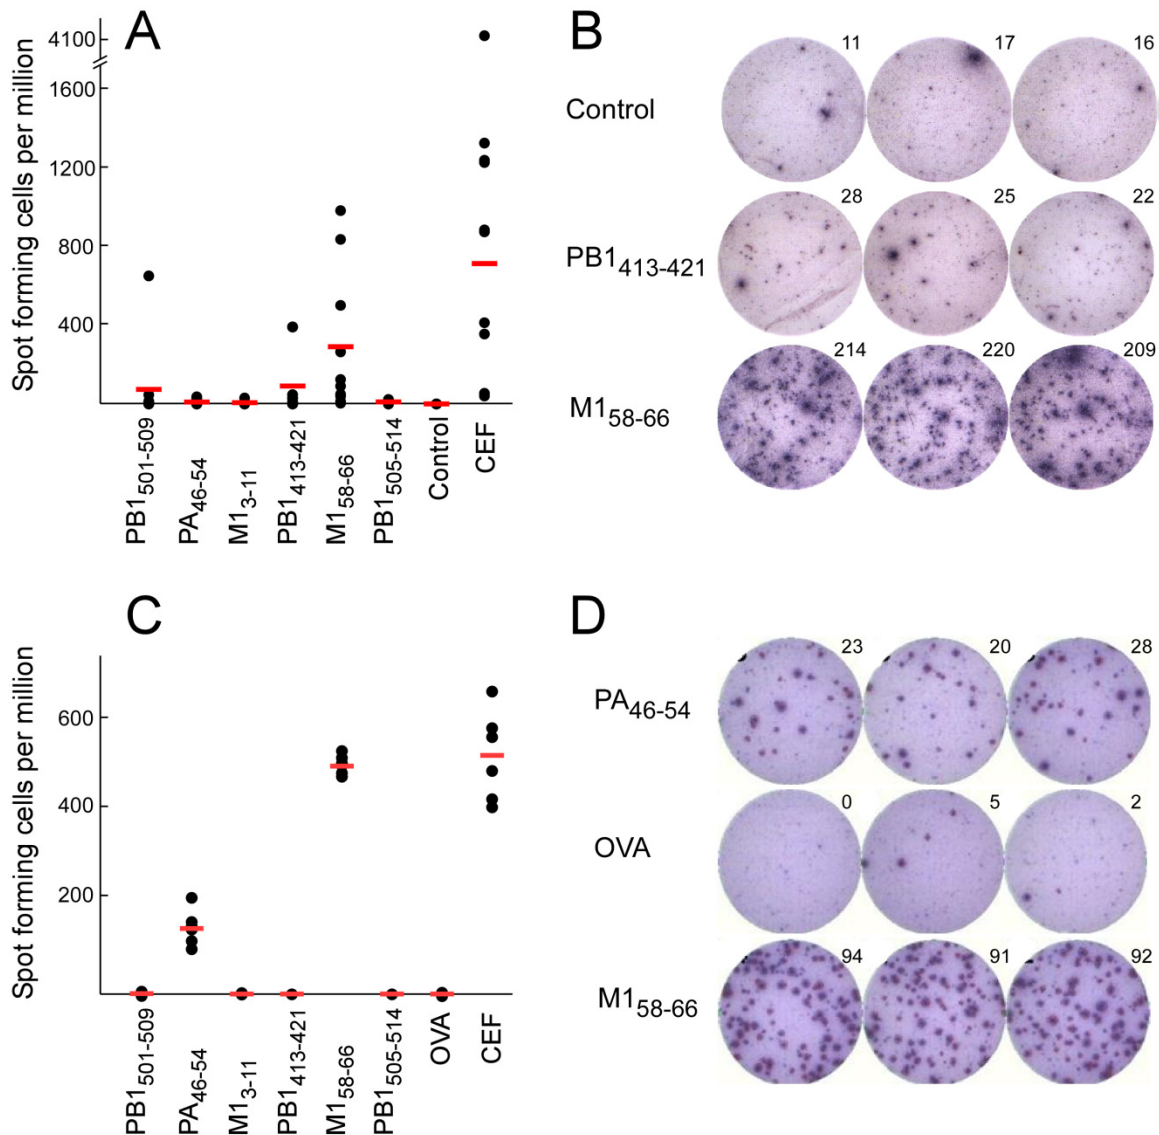 A
Spot forming cells per million
4100
1600
1200
800
400
PB1501-509
PA46-54
M13-11
PB1413-421
M158-66
PB1505-514
Control
CEF
B
Control
11
17
16
PB1413-421
28
25
22
M158-66
214
220
209
C
Spot forming cells per million
600
400
200
PB1501-509
PA46-54
M13-11
PB1413-421
M158-66
PB1505-514
OVA
CEF
D
PA46-54
23
20
28
OVA
0
5
2
M158-66
94
91
92